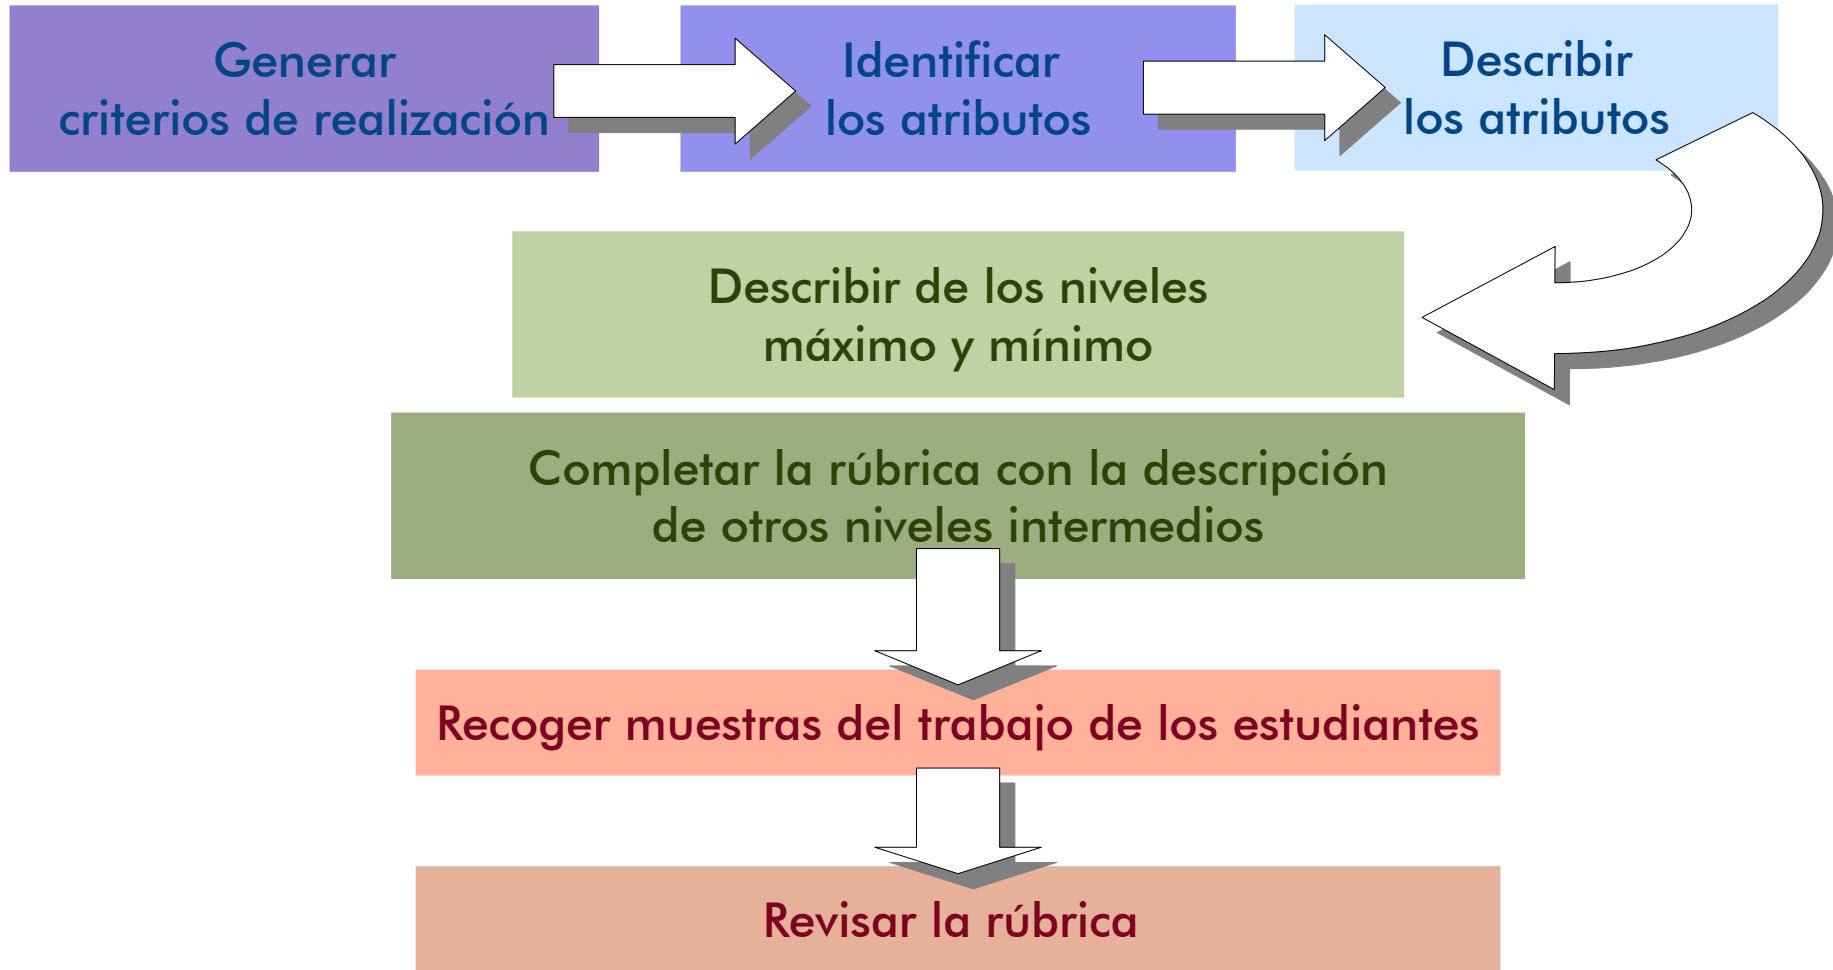 Generar
criterios de realización
Identificar
los atributos
Describir
los atributos
Describir de los niveles
máximo y mínimo
Completar la rúbrica con la descripción
de otros niveles intermedios
Recoger muestras del trabajo de los estudiantes
Revisar la rúbrica